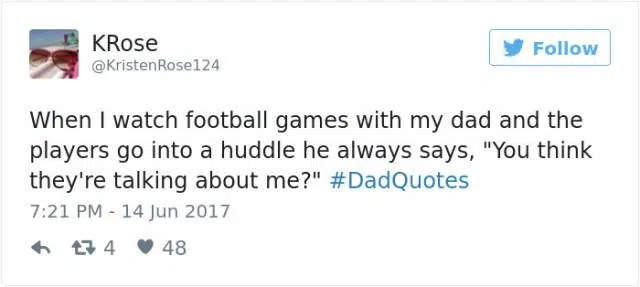 KRose
@KristenRose124
Follow
When I watch football games with my dad and the
players go into a huddle he always says, "You think
they're talking about me?" #DadQuotes
7:21 PM - 14 Jun 2017
4
48